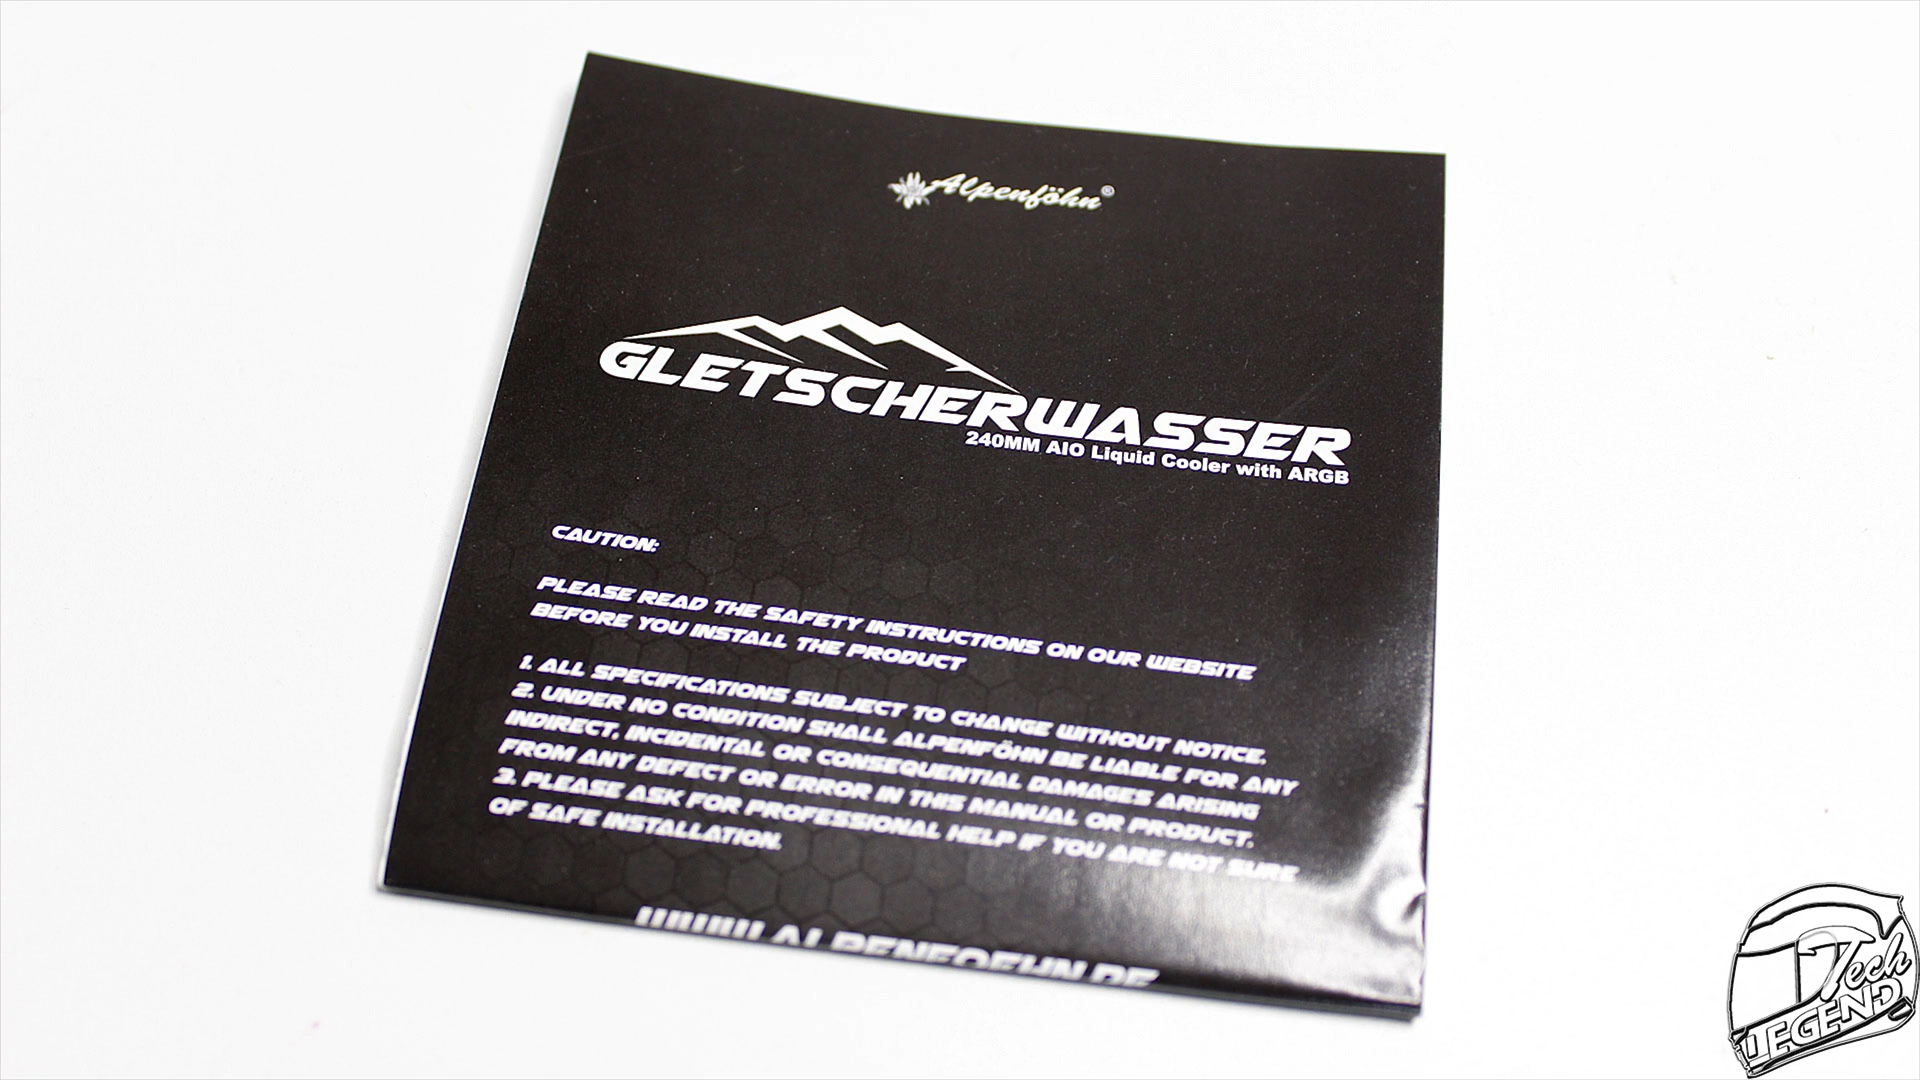 Alpenföhn®
GLETSCHERWASSER
240MM AIO Liquid Cooler with ARGB
CAUTION:
PLEASE READ THE SAFETY INSTRUCTIONS ON OUR WEBSITE
BEFORE YOU INSTALL THE PRODUCT
1. ALL SPECIFICATIONS SUBJECT TO CHANGE WITHOUT NOTICE.
2. UNDER NO CONDITION SHALL ALPENFÖHN BE LIABLE FOR ANY
INDIRECT, INCIDENTAL OR CONSEQUENTIAL DAMAGES ARISING
FROM ANY DEFECT OR ERROR IN THIS MANUAL OR PRODUCT.
3. PLEASE ASK FOR PROFESSIONAL HELP IF YOU ARE NOT SURE
OF SAFE INSTALLATION.
WWW.ALPENFOEHN.DE
Tech
LEGEND